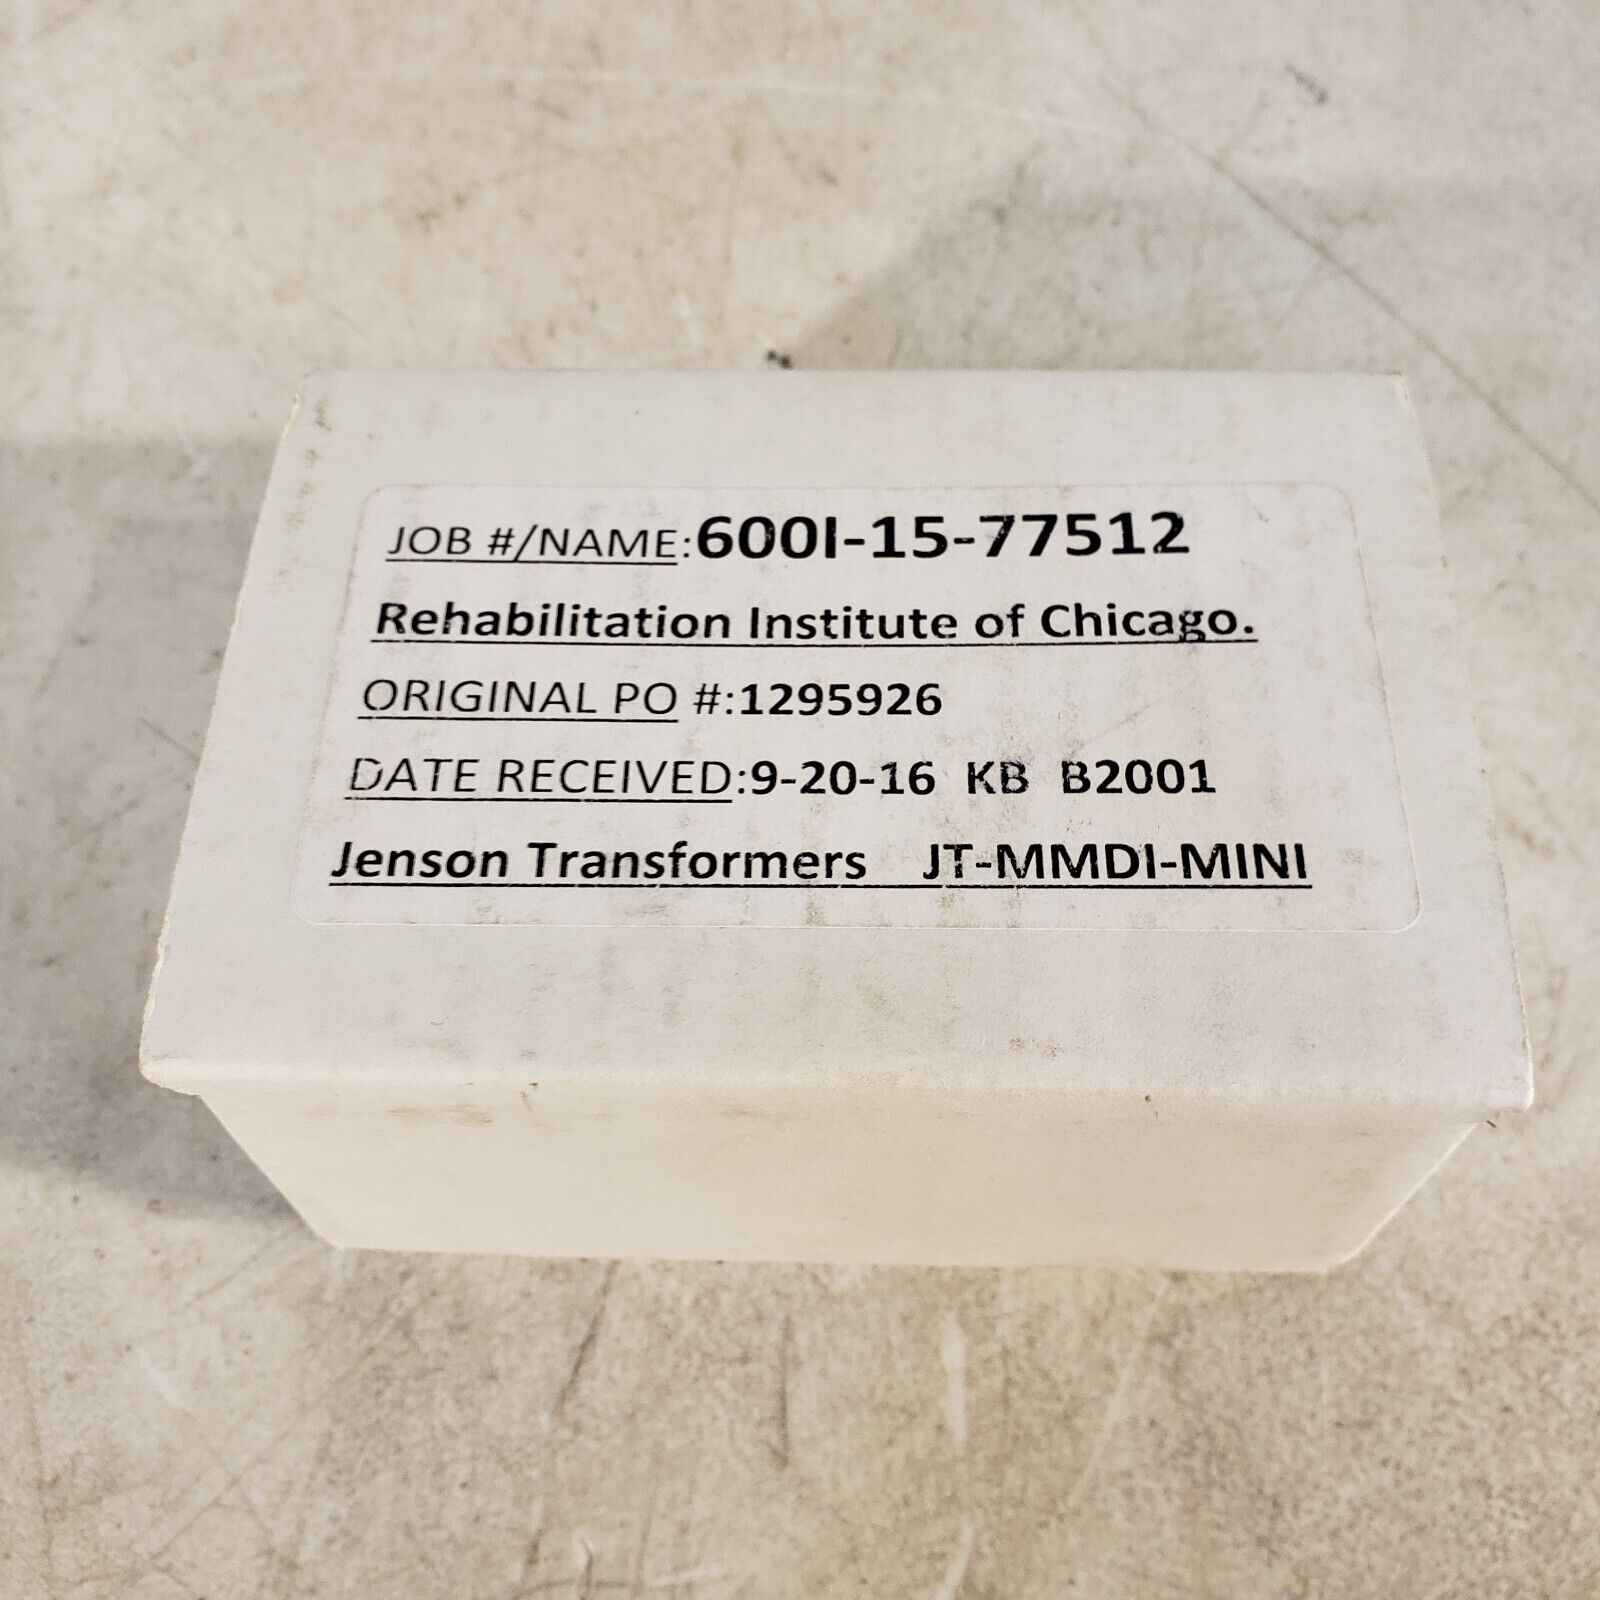 JOB #/NAME:600I-15-77512
Rehabilitation Institute of Chicago.
ORIGINAL PO #:1295926
DATE RECEIVED:9-20-16 KB B2001
Jenson Transformers JT-MMDI-MINI